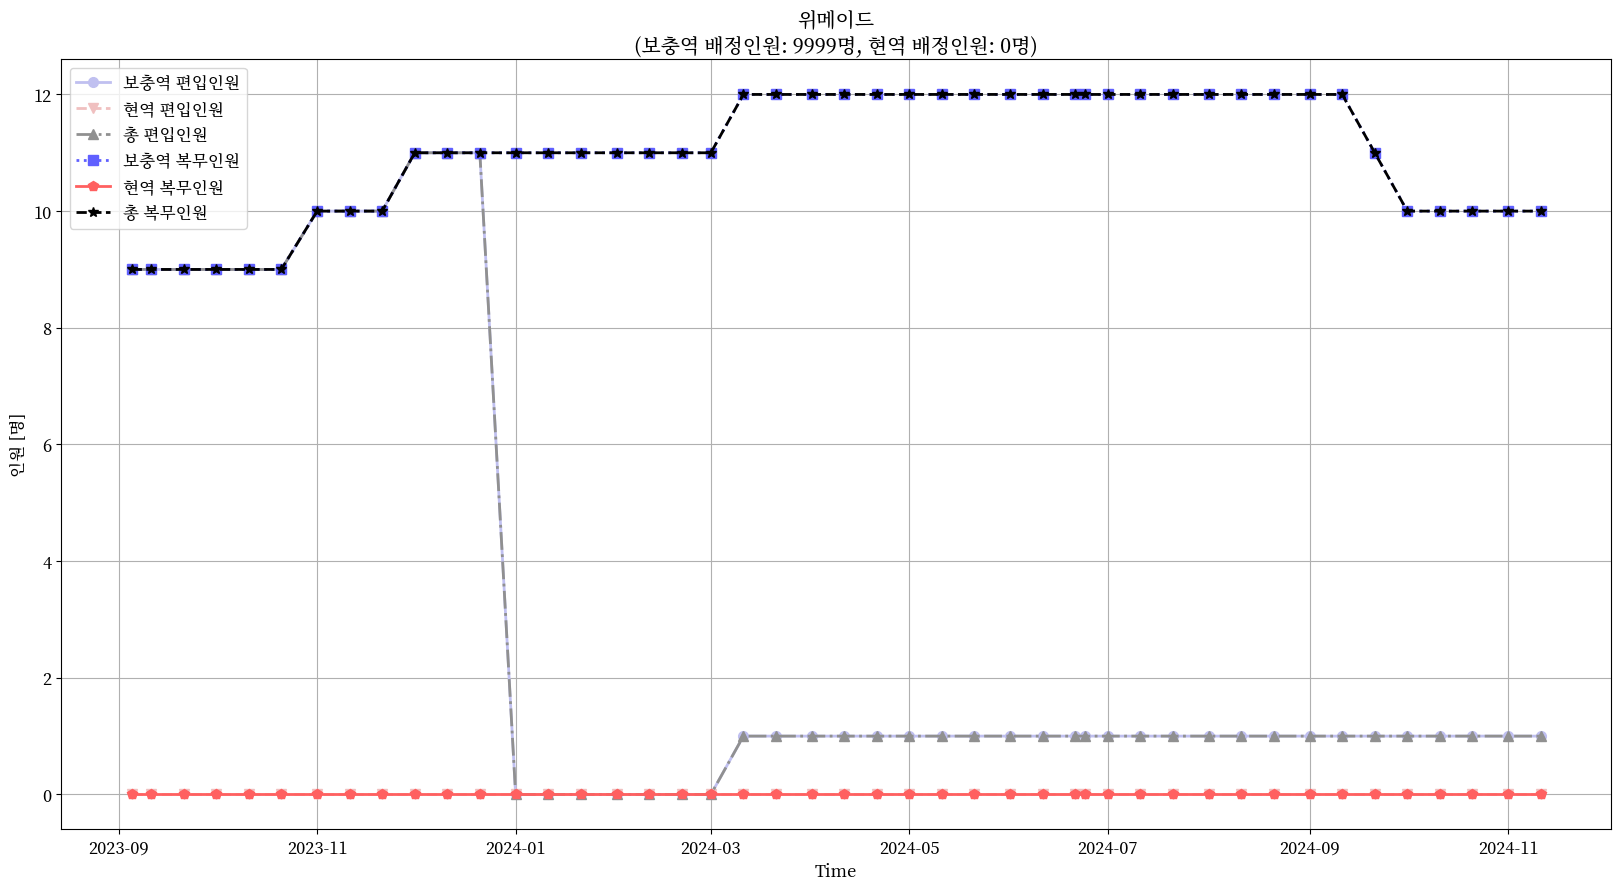 위메이드
(보충역 배정인원: 9999명, 현역 배정인원: 0명)
보충역 편입인원
현역 편입인원
총 편입인원
보충역 복무인원
현역 복무인원
총 복무인원
12
10
8
6
4
2
0
인원 [명]
2023-09
2023-11
2024-01
2024-03
2024-05
2024-07
2024-09
2024-11
Time